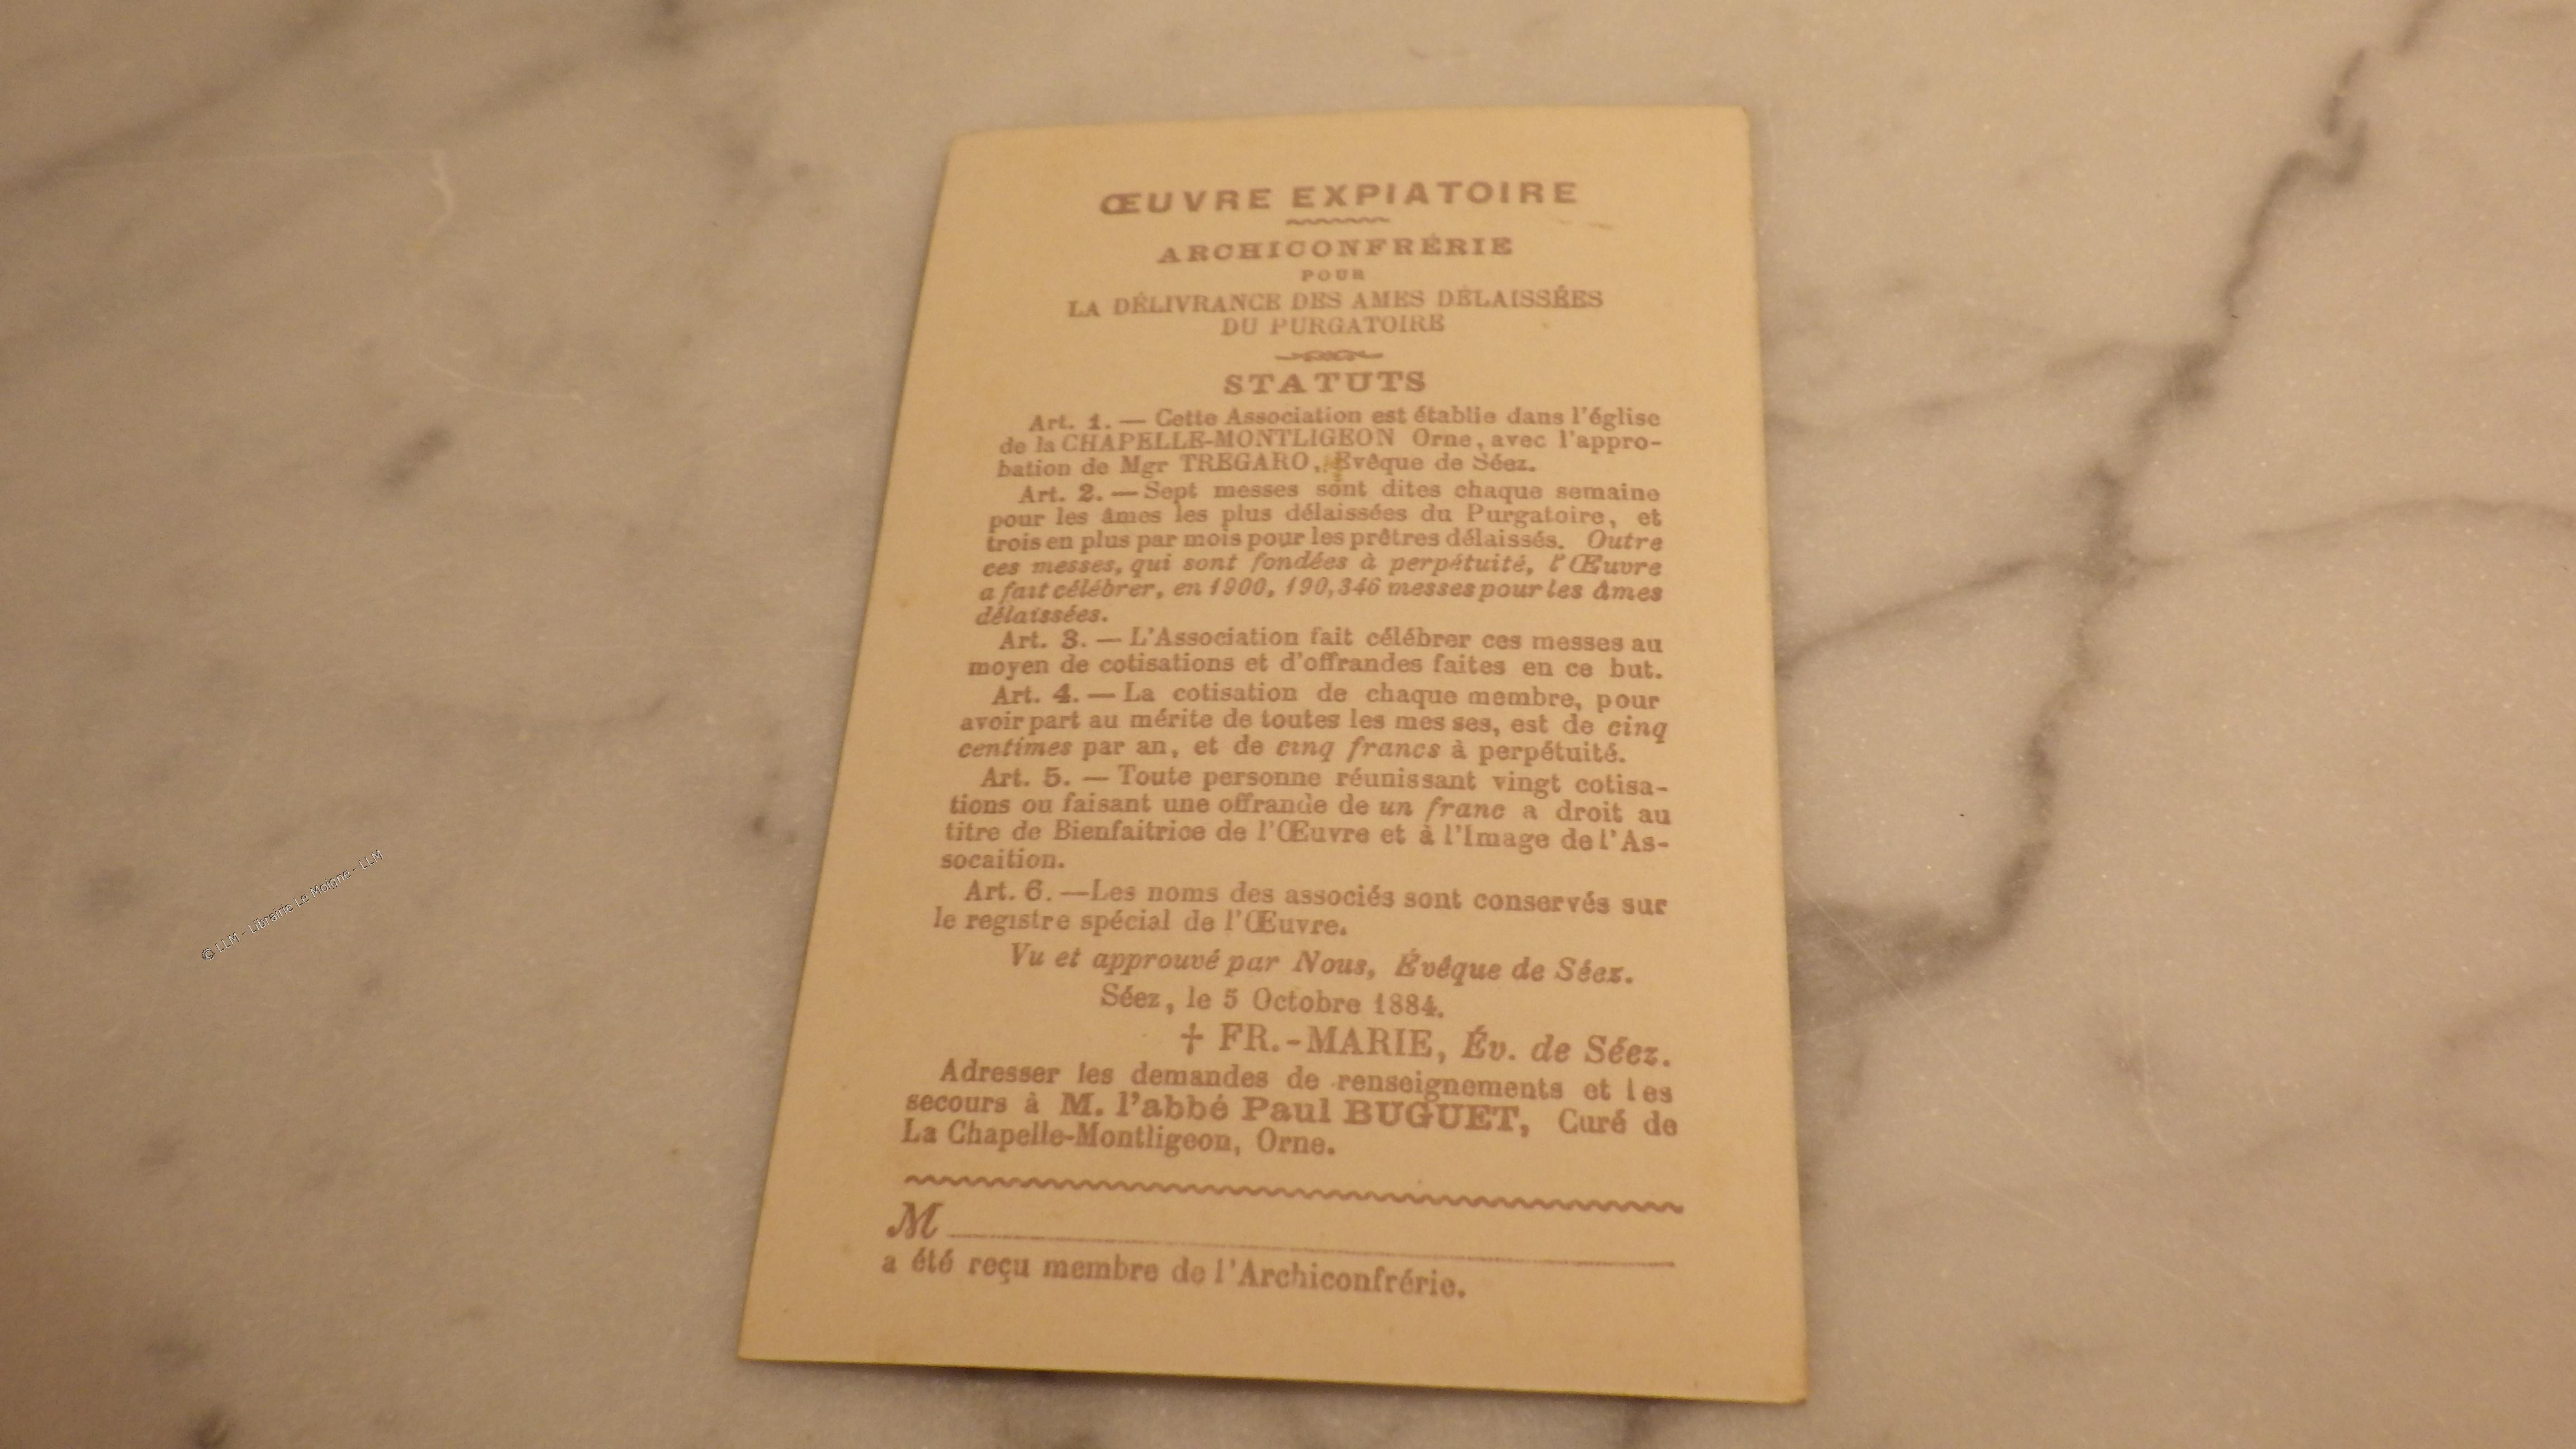 ŒUVRE EXPIATOIRE
ARCHICONFRÉRIE
POUR
LA DÉLIVRANCE DES AMES DÉLAISSÉES
DU PURGATOIRE
STATUTS
Art. 1. — Cette Association est établie dans l'église
de la CHAPELLE-MONTLIGEON Orne, avec l'appro-
bation de Mgr TREGARO, Evêque de Séez.
Art. 2. — Sept messes sont dites chaque semaine
pour les âmes les plus délaissées du Purgatoire, et
trois en plus par mois pour les prêtres délaissés. Outre
ces messes, qui sont fondées à perpétuité, l'Œuvre
a fait célébrer, en 1900, 190,346 messes pour les âmes
délaissées.
Art. 3. — L'Association fait célébrer ces messes au
moyen de cotisations et d'offrandes faites en ce but.
Art. 4. — La cotisation de chaque membre, pour
avoir part au mérite de toutes les mes ses, est de cinq
centimes par an, et de cinq francs à perpétuité.
Art. 5. — Toute personne réunissant vingt cotisa-
tions ou faisant une offrande de un franc a droit au
titre de Bienfaitrice de l'Œuvre et à l'Image de l'As-
socaition.
Art. 6. —Les noms des associés sont conservés sur
le registre spécial de l'Œuvre.
Vu et approuvé par Nous, Évêque de Séez.
Séez, le 5 Octobre 1884.
† FR.-MARIE, Év. de Séez.
Adresser les demandes de renseignements et les
secours à M. l'abbé Paul BUGUET, Curé de
La Chapelle-Montligeon, Orne.
M
a été reçu membre de l'Archiconfrérie.
© LLM - Librairie Le Moigne - LLM